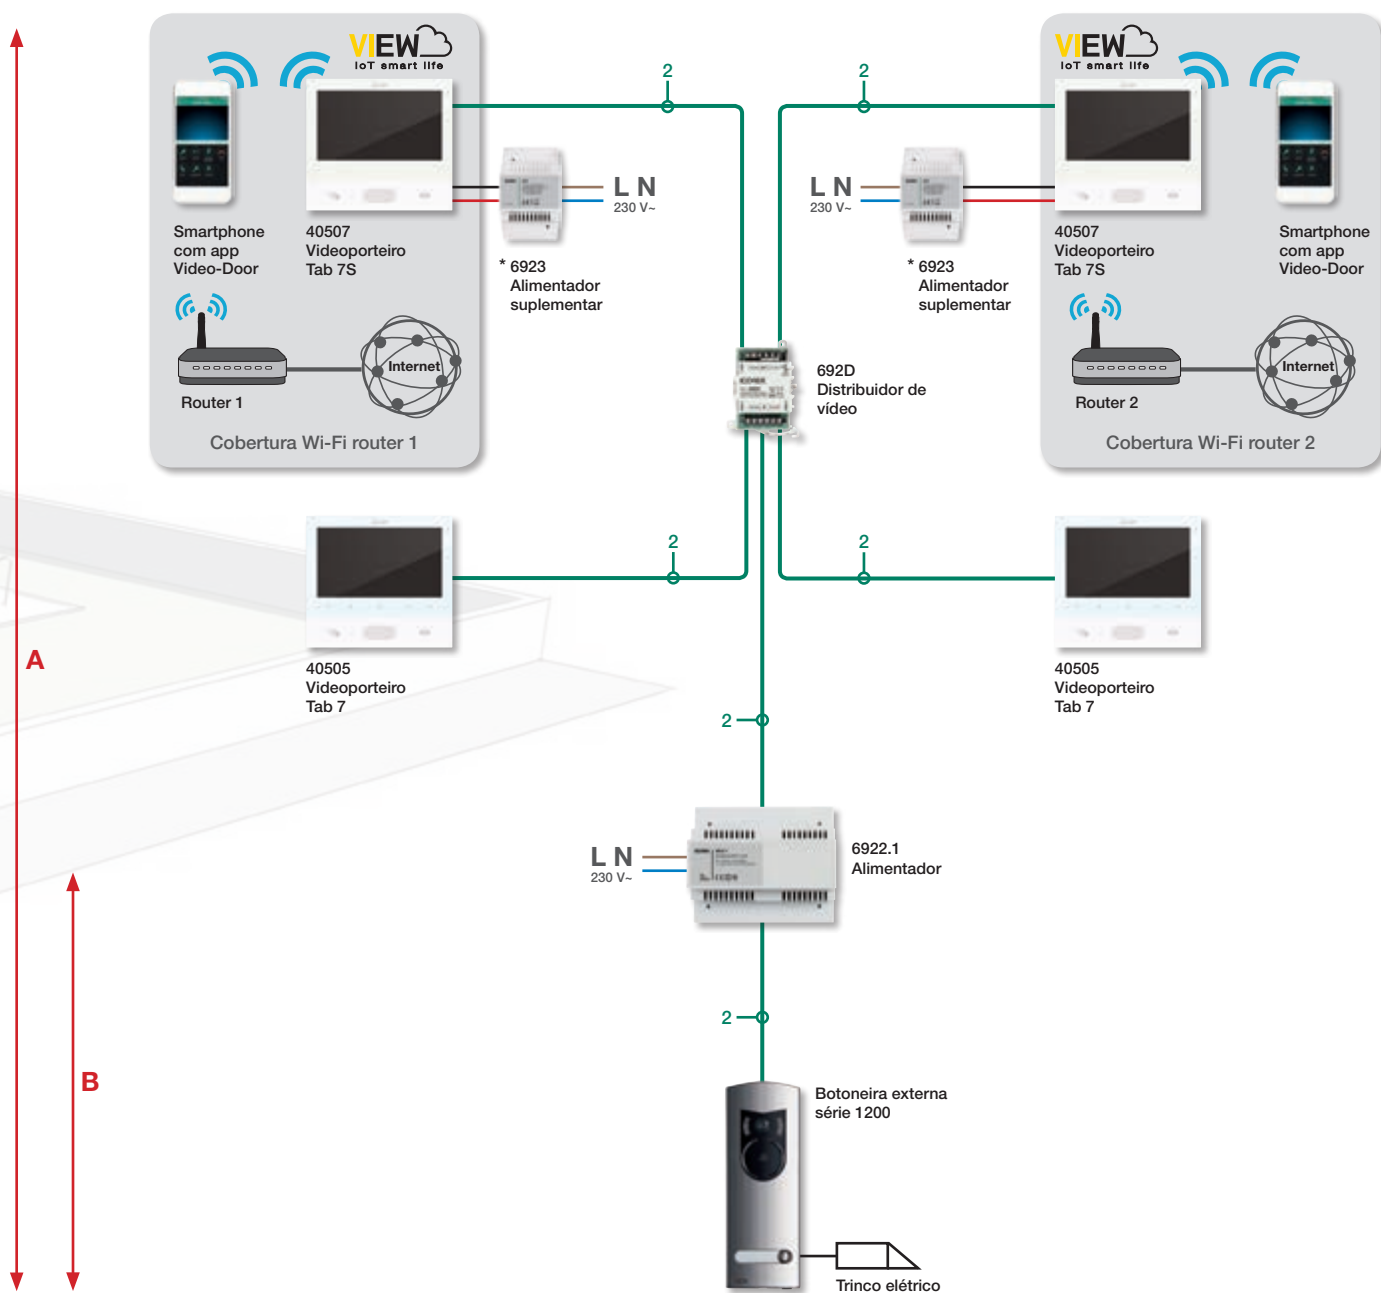 VIEW
IoT smart life
VIEW
IoT smart life
2
2
L N
230 V~
L N
230 V~
Smartphone
com app
Video-Door
40507
Videoporteiro
Tab 7S
* 6923
Alimentador
suplementar
* 6923
Alimentador
suplementar
40507
Videoporteiro
Tab 7S
Smartphone
com app
Video-Door
Internet
Router 1
Cobertura Wi-Fi router 1
692D
Distribuidor de
vídeo
Internet
Router 2
Cobertura Wi-Fi router 2
2
2
A
40505
Videoporteiro
Tab 7
40505
Videoporteiro
Tab 7
2
L N
230 V~
6922.1
Alimentador
2
B
Botoneira externa
série 1200
Trinco elétrico